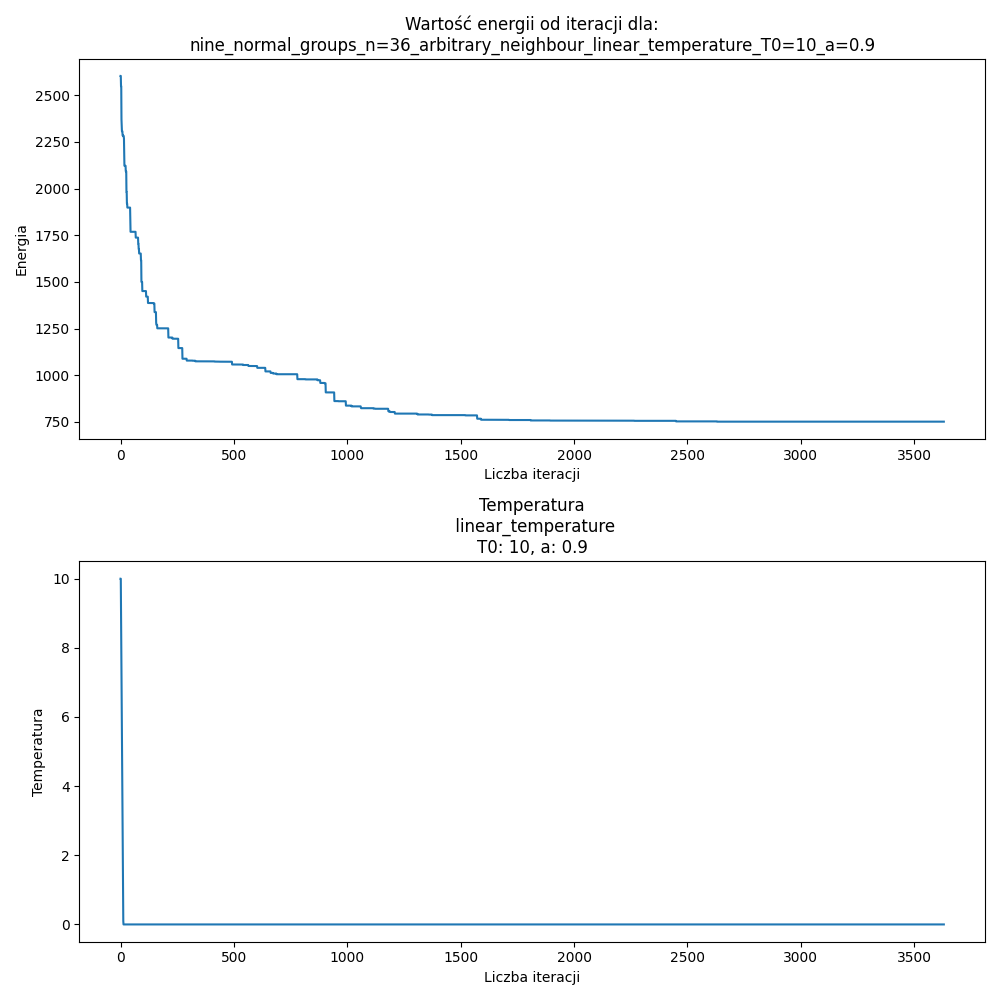 Wartość energii od iteracji dla:
nine_normal_groups_n=36_arbitrary_neighbour_linear_temperature_T0=10_a=0.9
2500
2250
2000
1750
1500
1250
1000
750
Energia
0 500 1000 1500 2000 2500 3000 3500
Liczba iteracji
Temperatura
linear_temperature
T0: 10, a: 0.9
10
8
6
4
2
0
Temperatura
0 500 1000 1500 2000 2500 3000 3500
Liczba iteracji